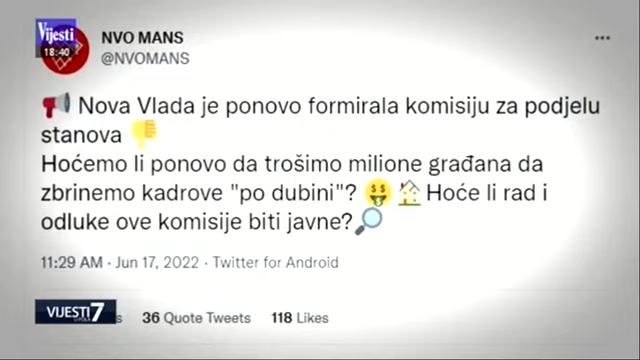 Vijesti
18:40
NVO MANS
@NVOMANS
Nova Vlada je ponovo formirala komisiju za podjelu
stanova
Hoćemo li ponovo da trošimo milione građana da
zbrinemo kadrove "po dubini"? Hoće li rad i
odluke ove komisije biti javne?
11:29 AM · Jun 17, 2022 · Twitter for Android
VIJESTI 7
36 Quote Tweets 118 Likes